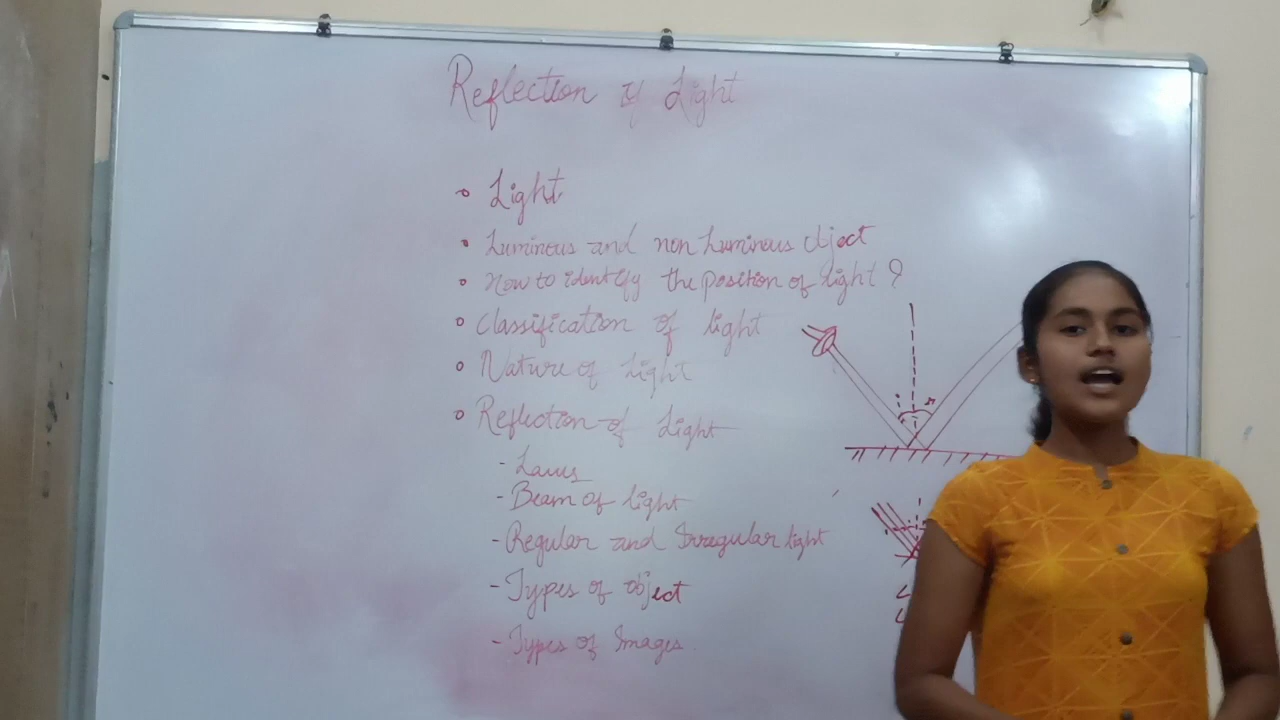 Reflection of Light
Light
Luminous and non Luminous object
How to identify the position of light ?
Classification of light
Nature of Light
Reflection of Light
- Laws
- Beam of light
- Regular and Irregular light
- Types of object
- Types of Images
i r